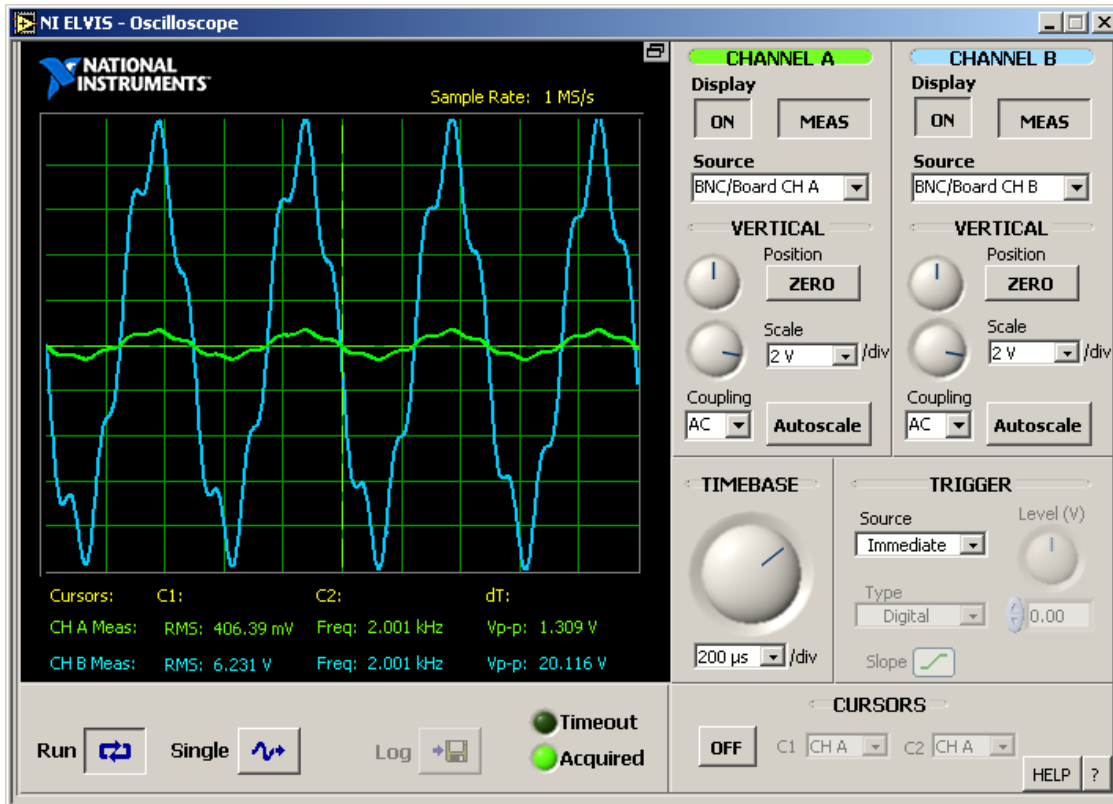 NI ELVIS - Oscilloscope
NATIONAL
INSTRUMENTS™
Sample Rate: 1 MS/s
Cursors: C1: C2: dT:
CH A Meas: RMS: 406.39 mV Freq: 2.001 kHz Vp-p: 1.309 V
CH B Meas: RMS: 6.231 V Freq: 2.001 kHz Vp-p: 20.116 V
Run Single Log Timeout
Acquired
CHANNEL A
Display
ON MEAS
Source
BNC/Board CH A
VERTICAL
Position
ZERO
Scale
2 V /div
Coupling
AC Autoscale
CHANNEL B
Display
ON MEAS
Source
BNC/Board CH B
VERTICAL
Position
ZERO
Scale
2 V /div
Coupling
AC Autoscale
TIMEBASE
200 µs /div
TRIGGER
Source Level (V)
Immediate
Type
Digital 0.00
Slope
CURSORS
OFF C1 CH A C2 CH A
HELP ?